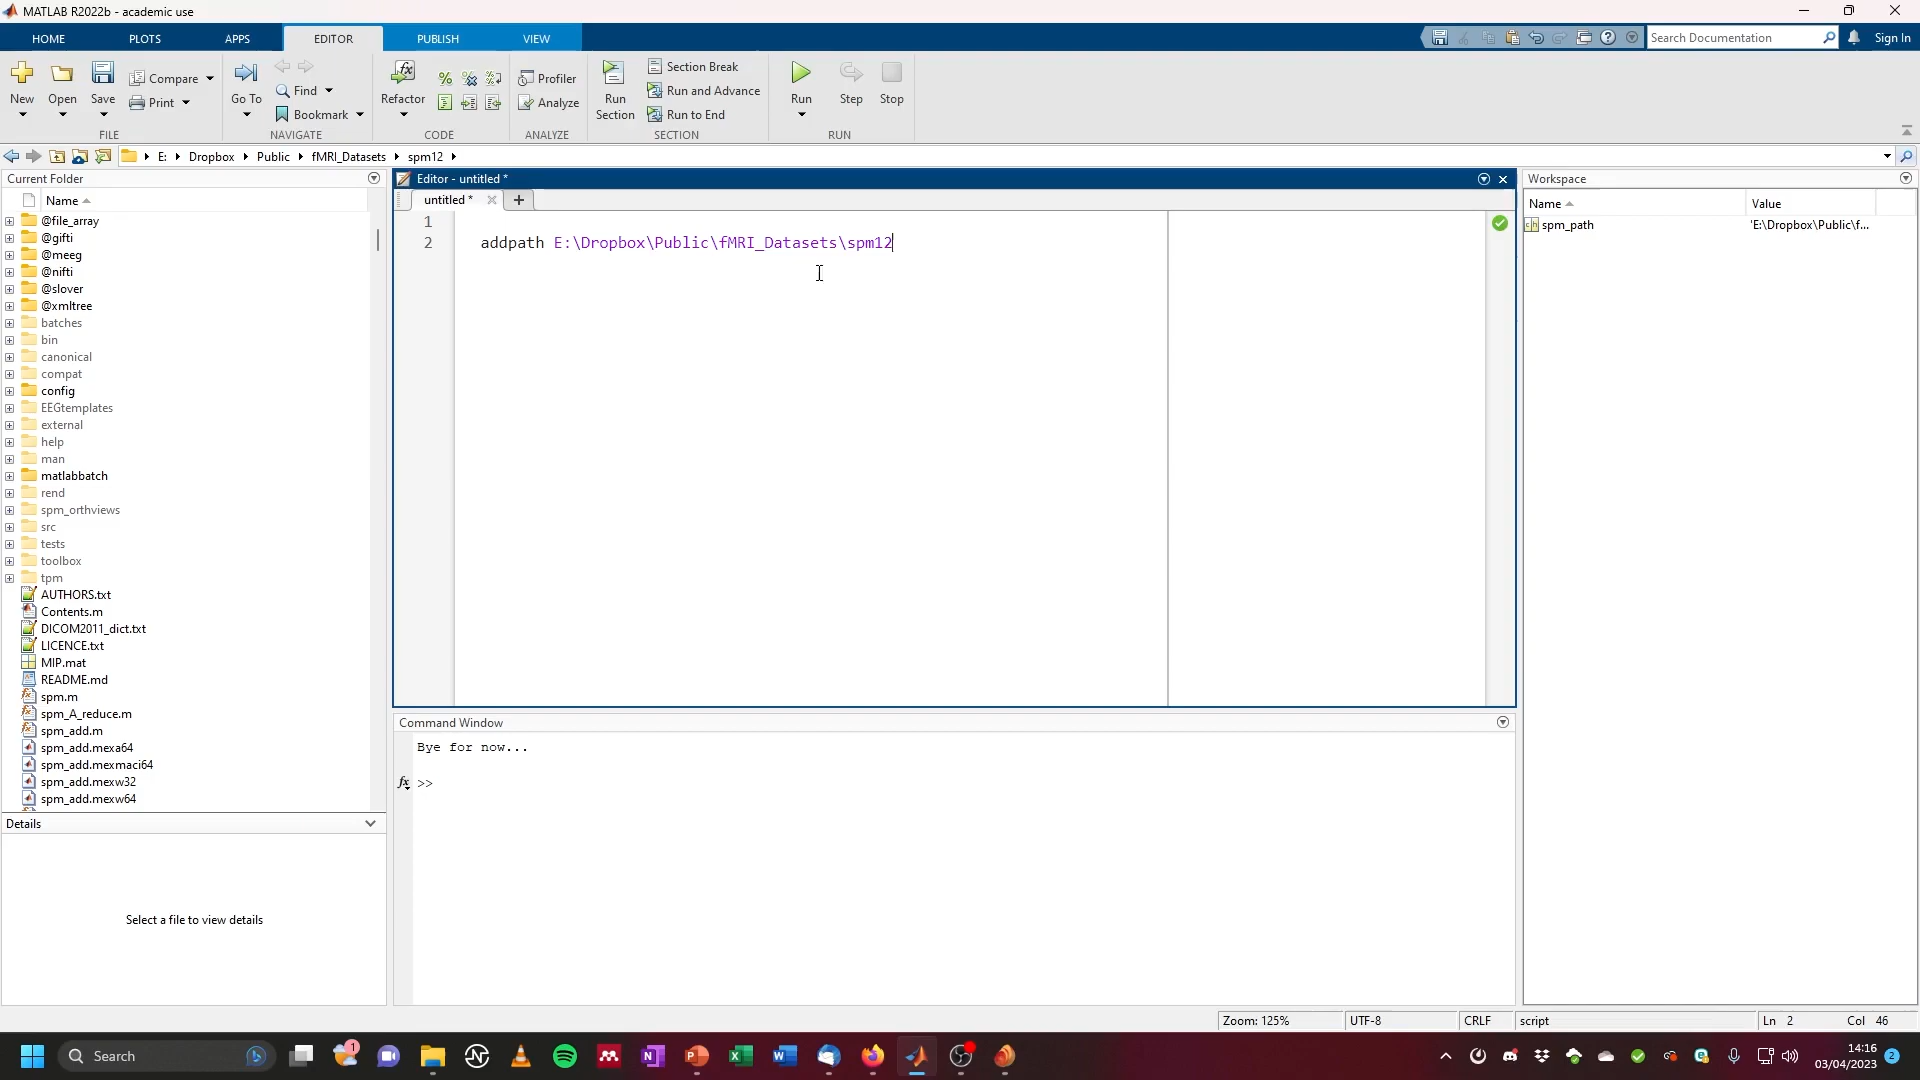 MATLAB R2022b - academic use
HOME PLOTS APPS EDITOR PUBLISH VIEW Search Documentation Sign In
New Open Save Compare Print Go To Find Bookmark Refactor Profiler Analyze Run Section Section Break Run and Advance Run to End Run Step Stop
FILE NAVIGATE CODE ANALYZE SECTION RUN
E: Dropbox Public fMRI_Datasets spm12
Current Folder
Name
@file_array
@gifti
@meeg
@nifti
@slover
@xmltree
batches
bin
canonical
compat
config
EEGtemplates
external
help
man
matlabbatch
rend
spm_orthviews
src
tests
toolbox
tpm
AUTHORS.txt
Contents.m
DICOM2011_dict.txt
LICENCE.txt
MIP.mat
README.md
spm.m
spm_A_reduce.m
spm_add.m
spm_add.mexa64
spm_add.mexmaci64
spm_add.mexw32
spm_add.mexw64
Details
Select a file to view details
Editor - untitled *
untitled *
1
2 addpath E:\Dropbox\Public\fMRI_Datasets\spm12
Command Window
Bye for now...
fx >>
Workspace
Name Value
spm_path 'E:\Dropbox\Public\f...
Zoom: 125% UTF-8 CRLF script Ln 2 Col 46
Search
14:16
03/04/2023